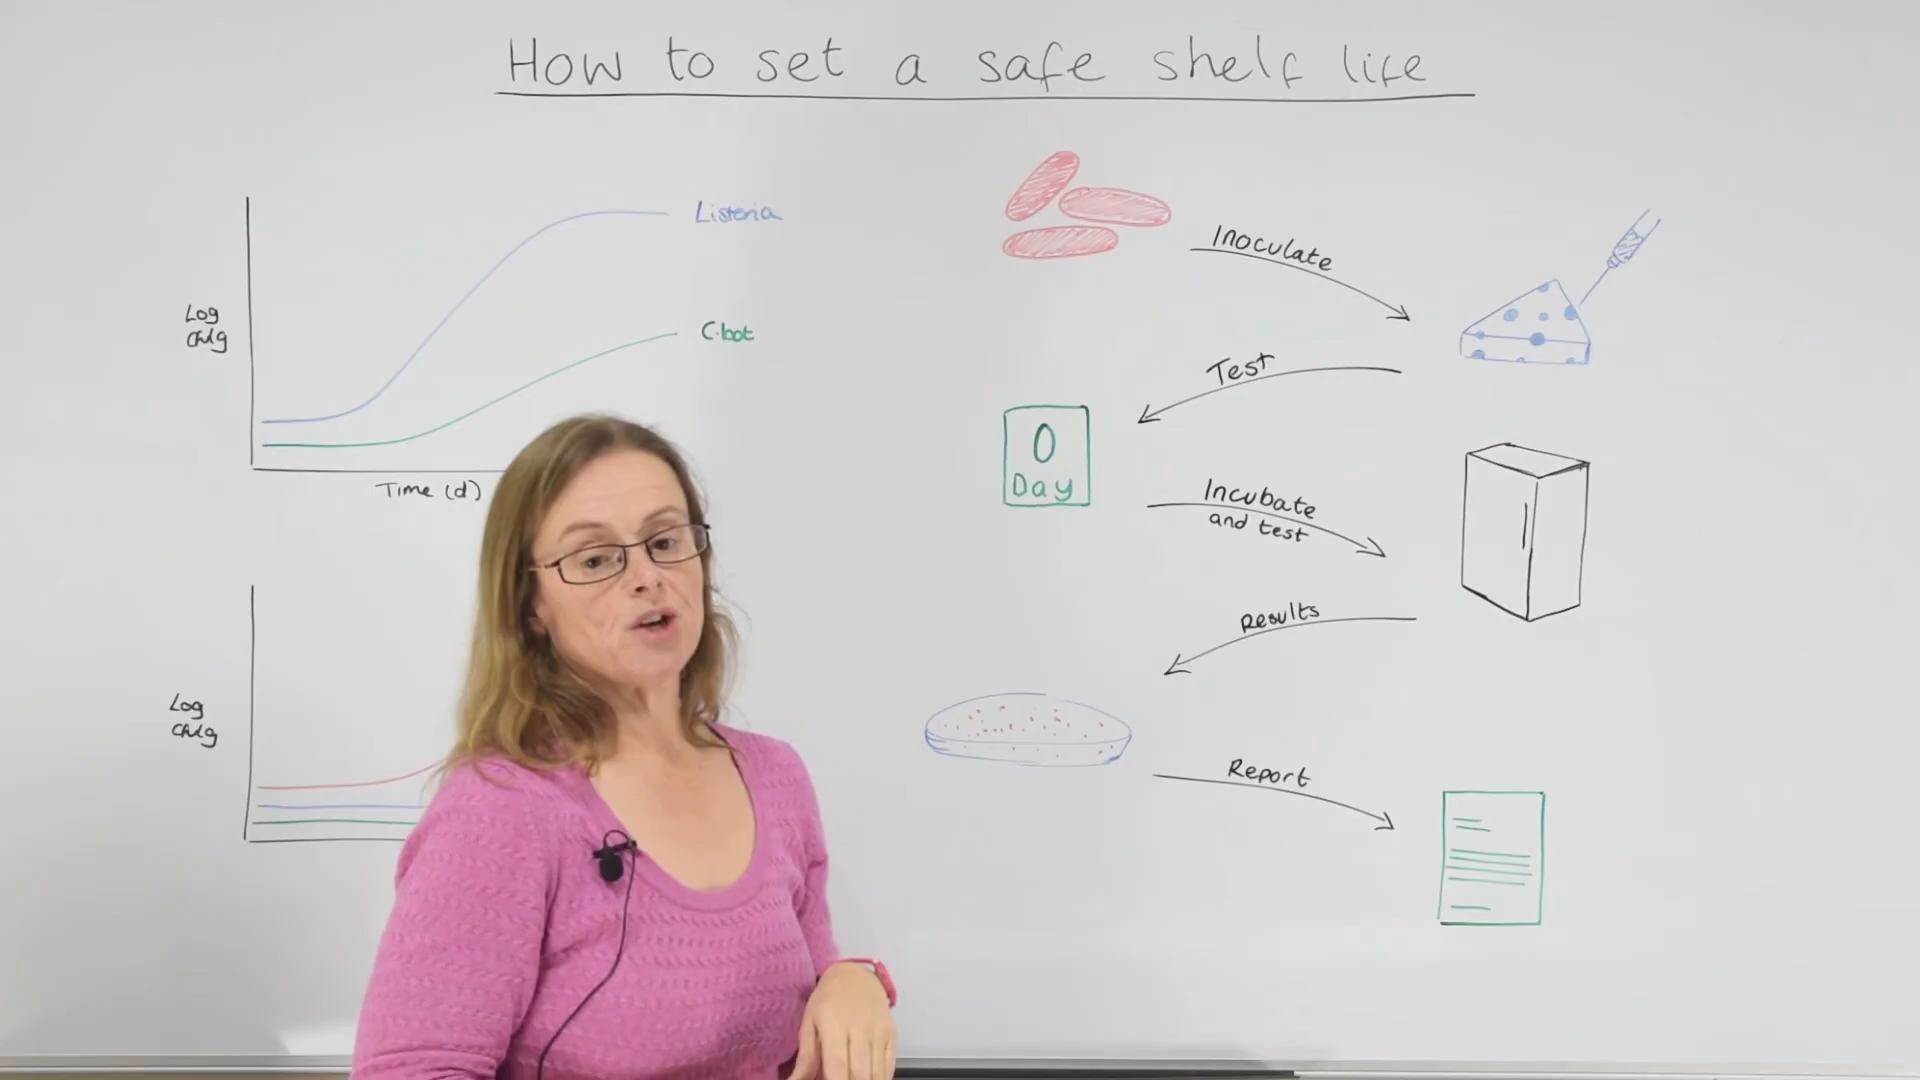 How to set a safe shelf life
Listeria
Log
cfu/g
C.bot
Time (d)
Log
cfu/g
Inoculate
Test
0
Day
Incubate
and test
Results
Report